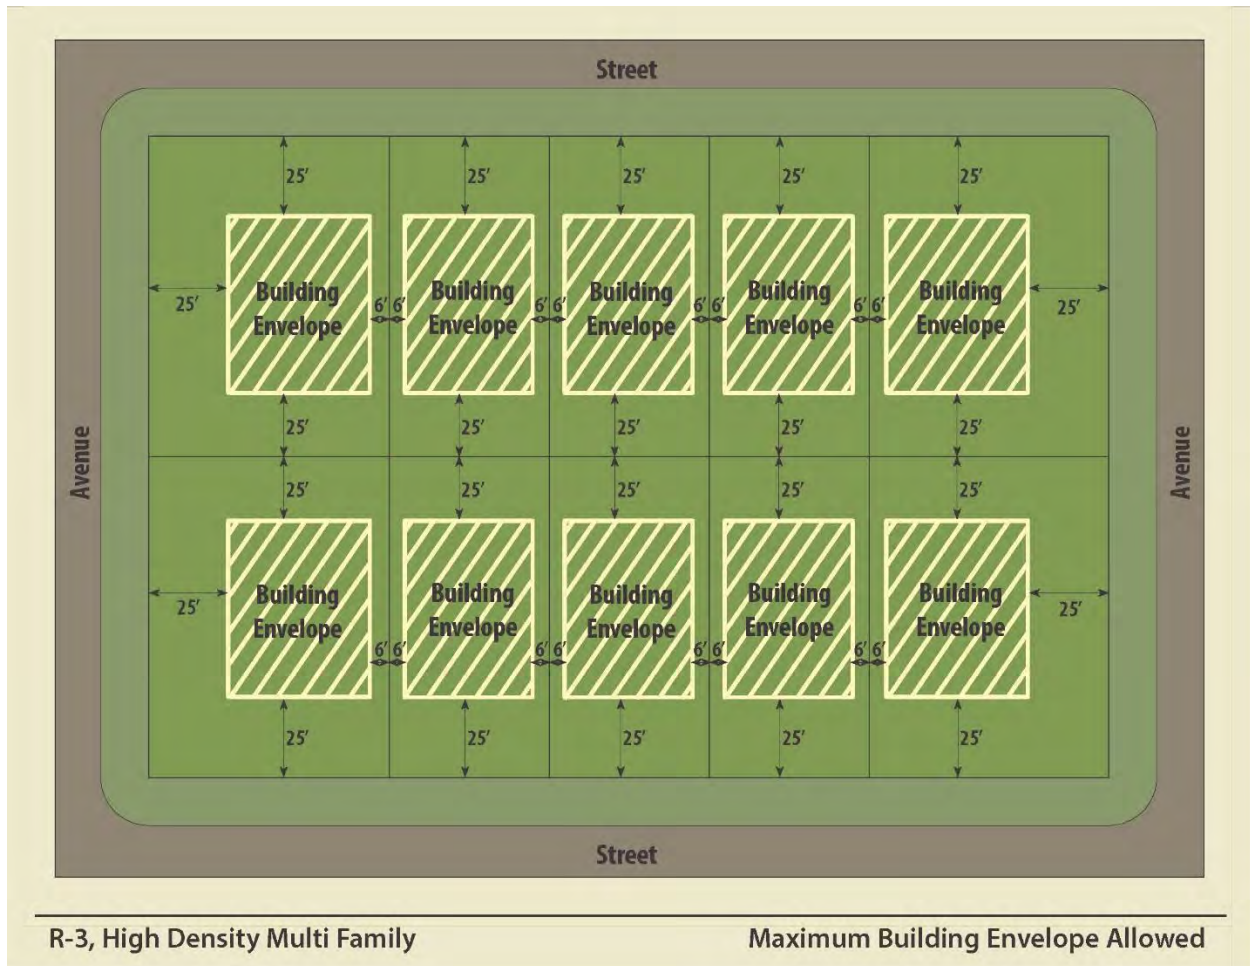 Street
25' 25' 25' 25' 25'
Building Building Building Building Building
25' 6' 6' 6' 6' 6' 6' 6' 6' 25'
Envelope Envelope Envelope Envelope Envelope
25' 25' 25' 25' 25'
Avenue Avenue
25' 25' 25' 25' 25'
Building Building Building Building Building
25' 25'
Envelope Envelope Envelope Envelope Envelope
6' 6' 6' 6' 6' 6' 6' 6'
25' 25' 25' 25' 25'
Street
R-3, High Density Multi Family Maximum Building Envelope Allowed